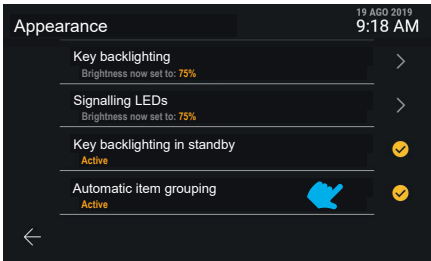 19 AGO 2019
Appearance
9:18 AM
Key backlighting
Brightness now set to: 75%
Signalling LEDs
Brightness now set to: 75%
Key backlighting in standby
Active
Automatic item grouping
Active